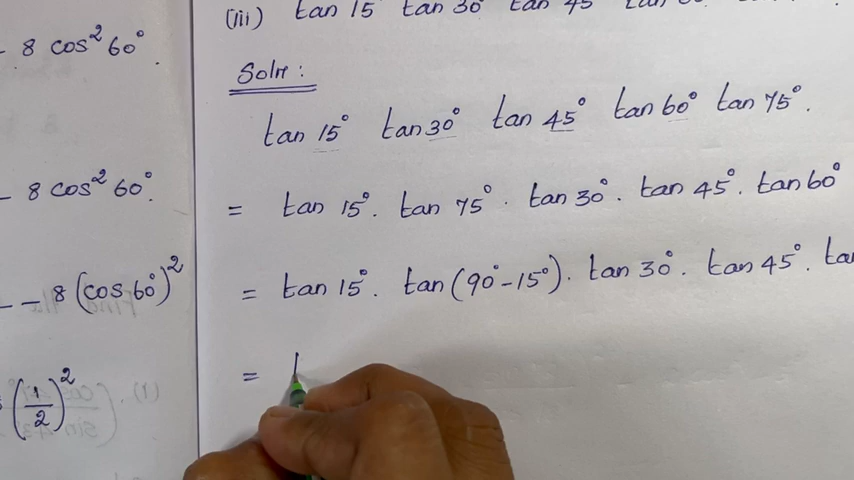 - 8 cos² 60°.
- 8 cos² 60°.
- - 8 (cos 60°)²
(1/2)²
(iii) tan 15 tan 30 tan 45
Soln :
tan 15° tan 30° tan 45° tan 60° tan 75°.
= tan 15°. tan 75°. tan 30°. tan 45°. tan 60°
= tan 15°. tan (90° - 15°). tan 30°. tan 45°. ta
=